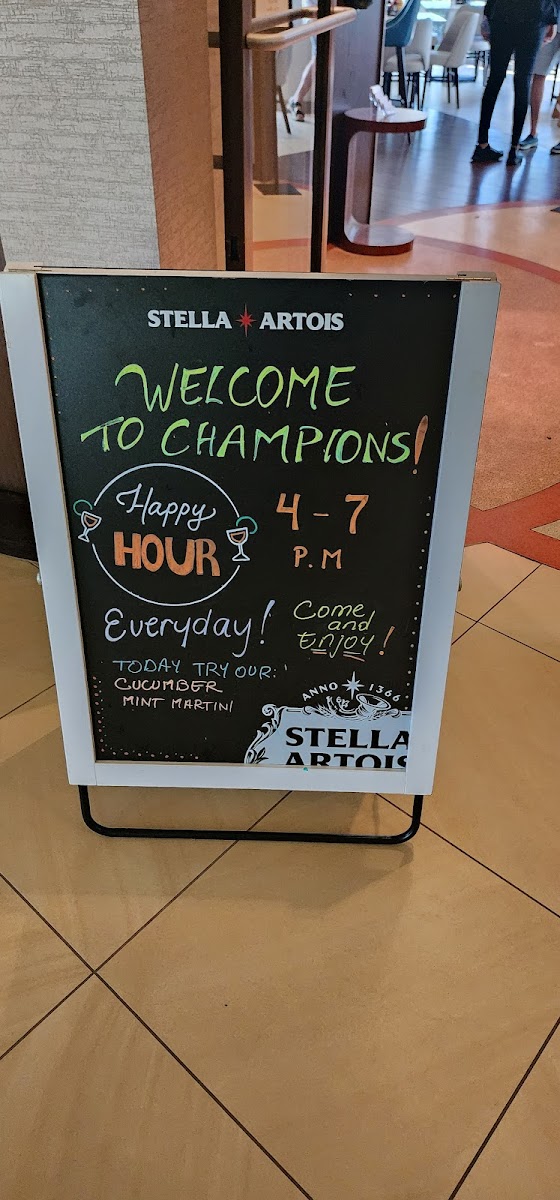 STELLA ARTOIS
WELCOME
TO CHAMPIONS!
Happy
HOUR
4 - 7
P.M
Everyday!
Come
and
Enjoy!
TODAY TRY OUR:
CUCUMBER
MINT MARTINI
ANNO 1366
STELLA
ARTOIS